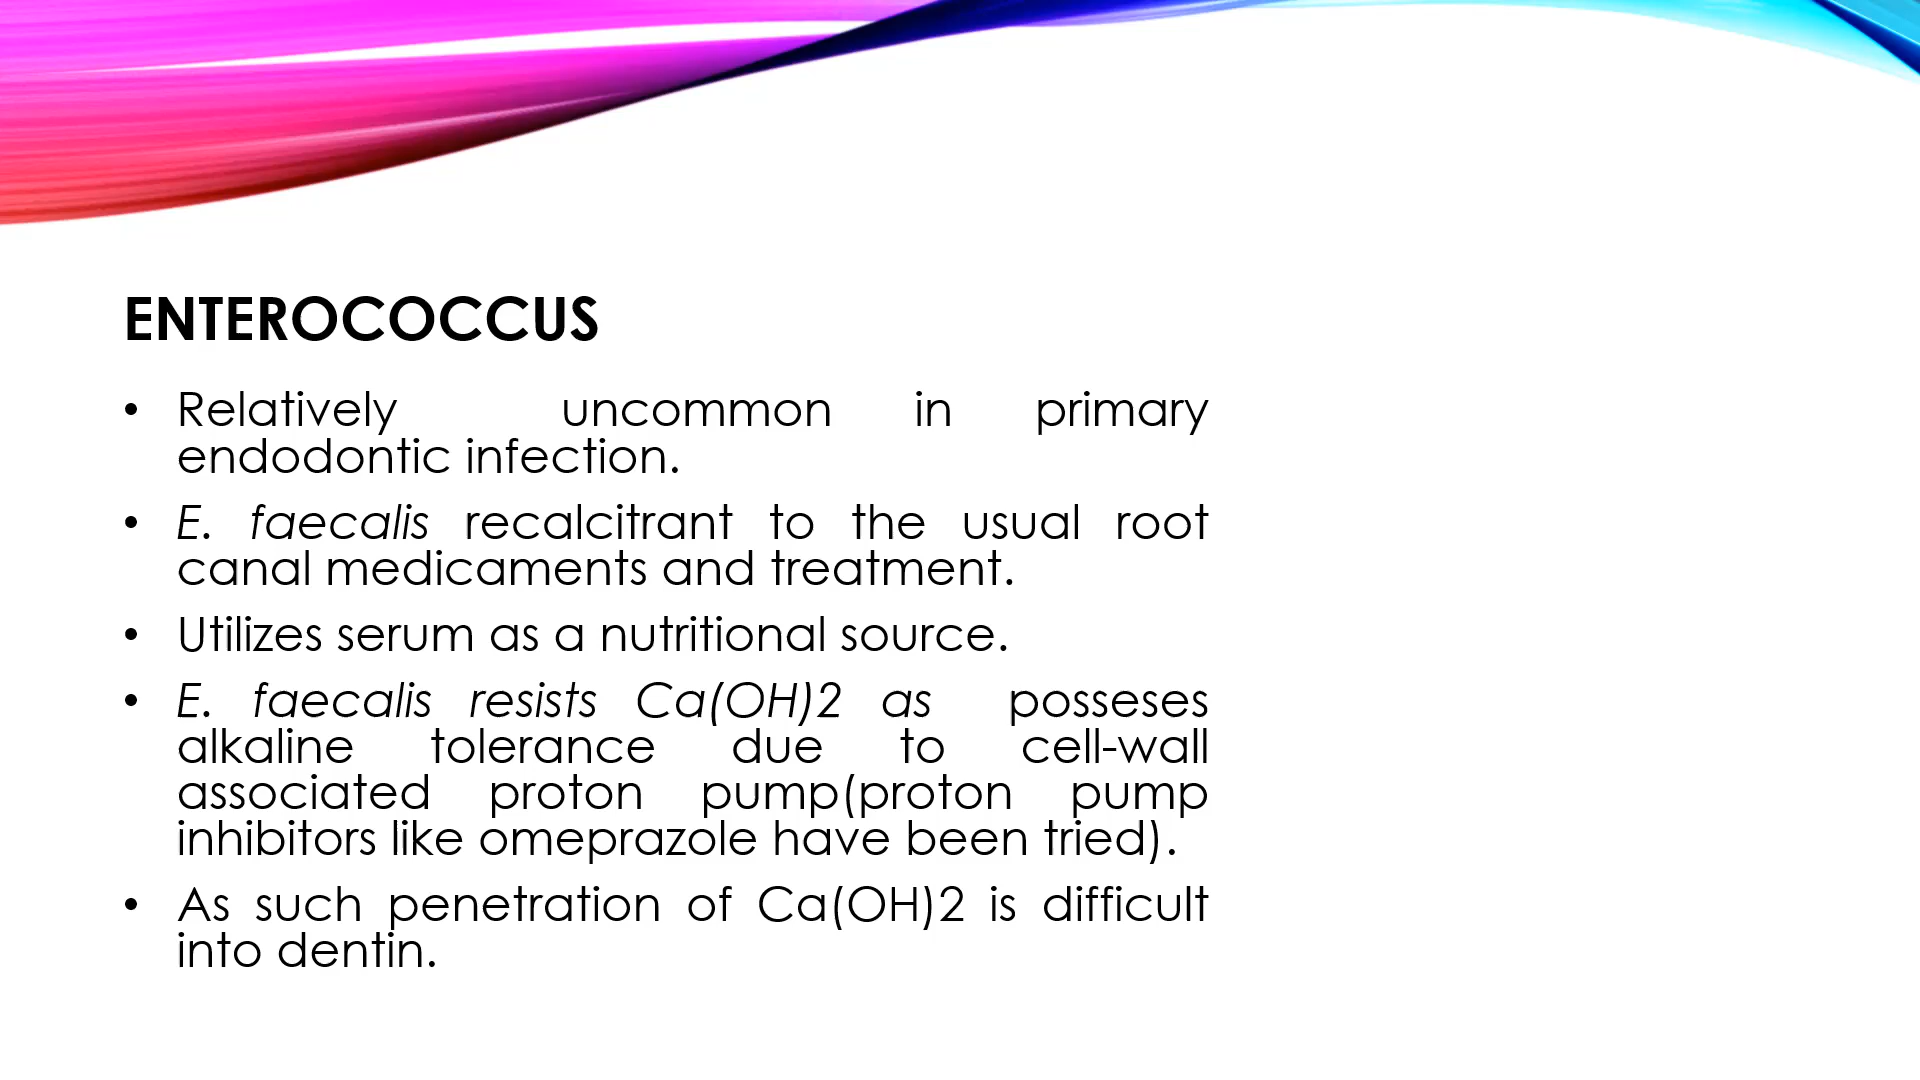 ENTEROCOCCUS
• Relatively uncommon in primary
endodontic infection.
• E. faecalis recalcitrant to the usual root
canal medicaments and treatment.
• Utilizes serum as a nutritional source.
• E. faecalis resists Ca(OH)2 as posseses
alkaline tolerance due to cell-wall
associated proton pump(proton pump
inhibitors like omeprazole have been tried).
• As such penetration of Ca(OH)2 is difficult
into dentin.